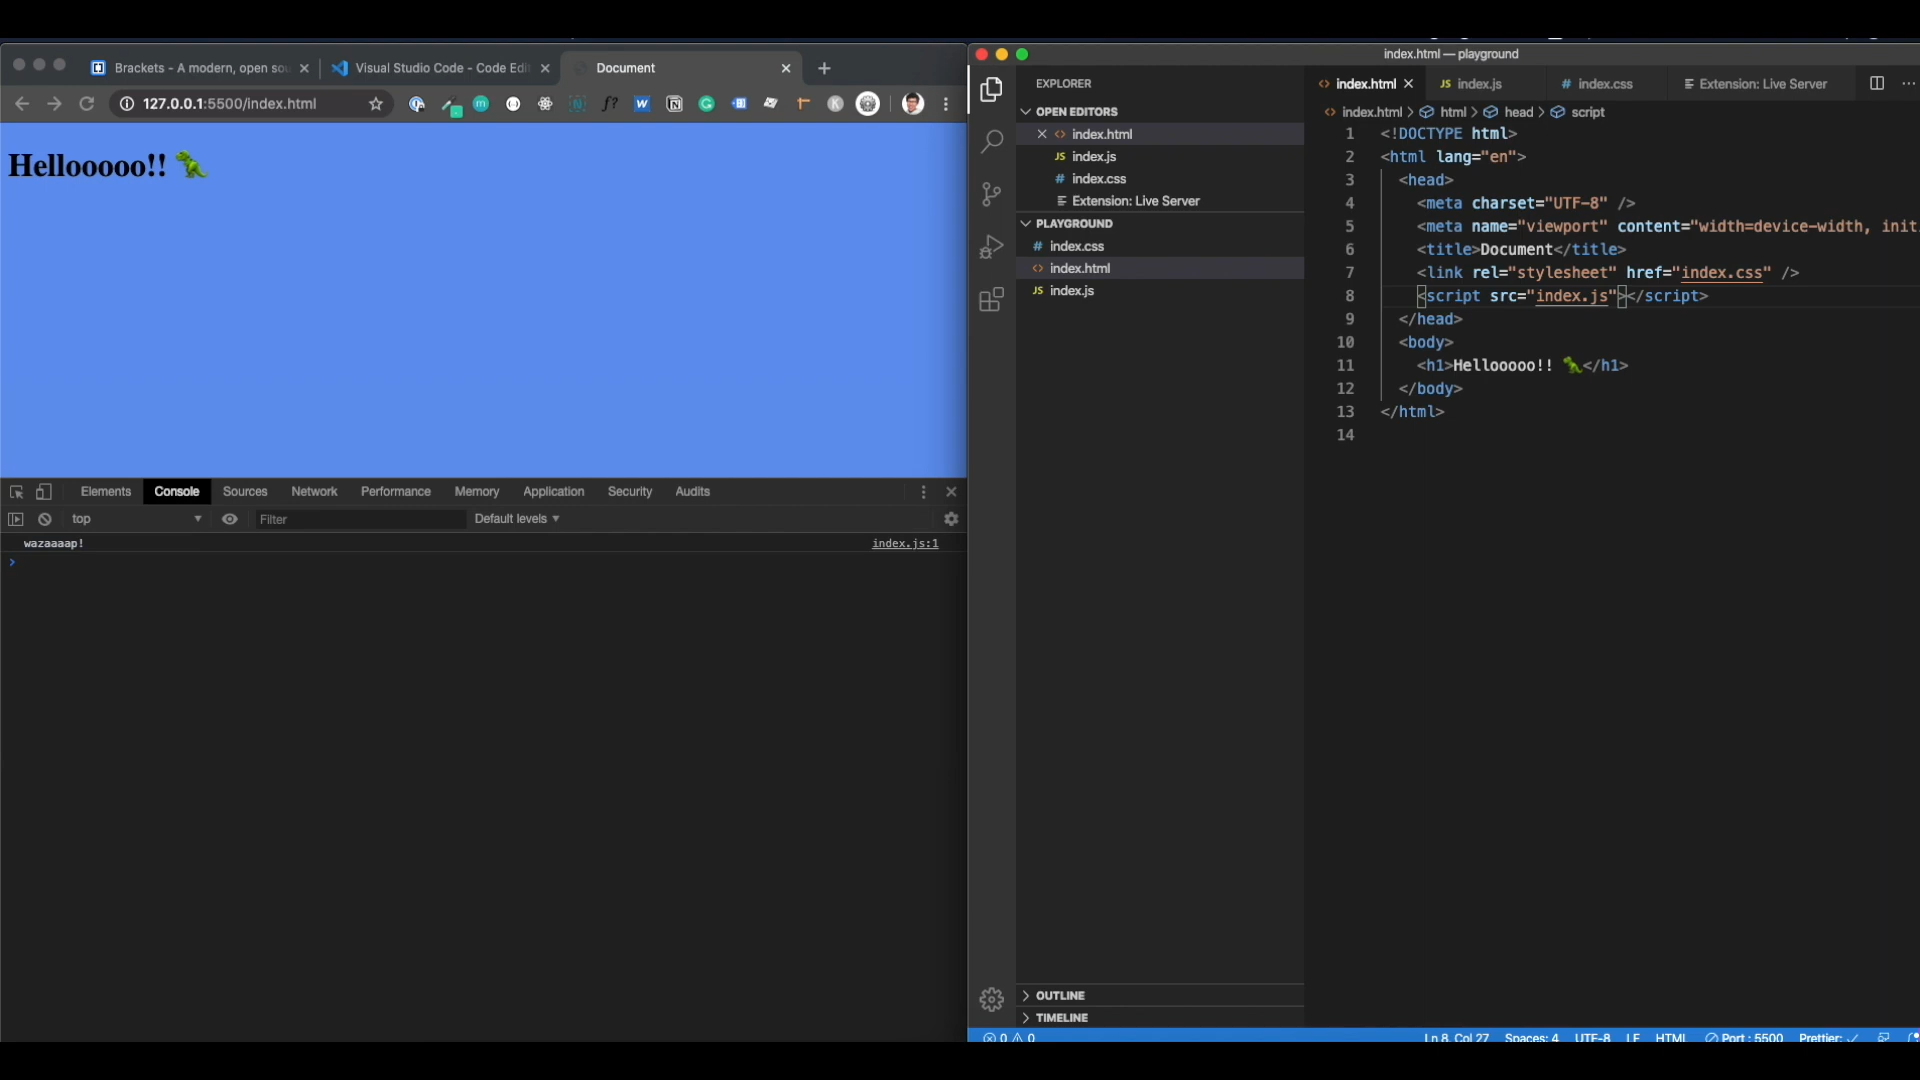 Brackets - A modern, open sou
Visual Studio Code - Code Edi
Document
127.0.0.1:5500/index.html
Hellooooo!! 🦖
Elements
Console
Sources
Network
Performance
Memory
Application
Security
Audits
top
Filter
Default levels
wazaaaap!
index.js:1
index.html — playground
EXPLORER
OPEN EDITORS
index.html
JS index.js
# index.css
Extension: Live Server
PLAYGROUND
# index.css
<> index.html
JS index.js
OUTLINE
TIMELINE
<> index.html
JS index.js
# index.css
Extension: Live Server
<> index.html > html > head > script
1 <!DOCTYPE html>
2 <html lang="en">
3 <head>
4 <meta charset="UTF-8" />
5 <meta name="viewport" content="width=device-width, init
6 <title>Document</title>
7 <link rel="stylesheet" href="index.css" />
8 <script src="index.js"></script>
9 </head>
10 <body>
11 <h1>Hellooooo!! 🦖</h1>
12 </body>
13 </html>
14
0 0
Ln 8, Col 27
Spaces: 4
UTF-8
LF
HTML
Port : 5500
Prettier: ✓